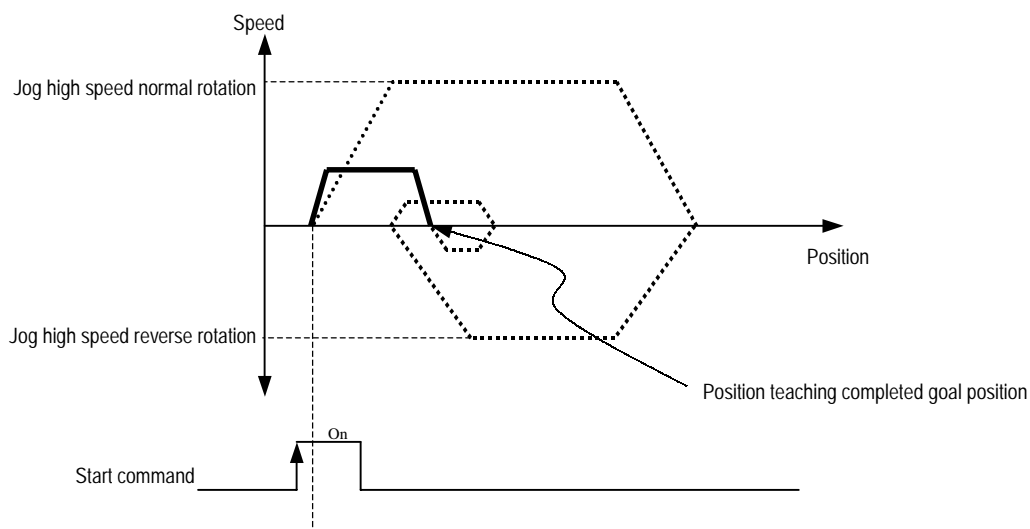 Speed
Jog high speed normal rotation
Position
Jog high speed reverse rotation
Position teaching completed goal position
On
Start command